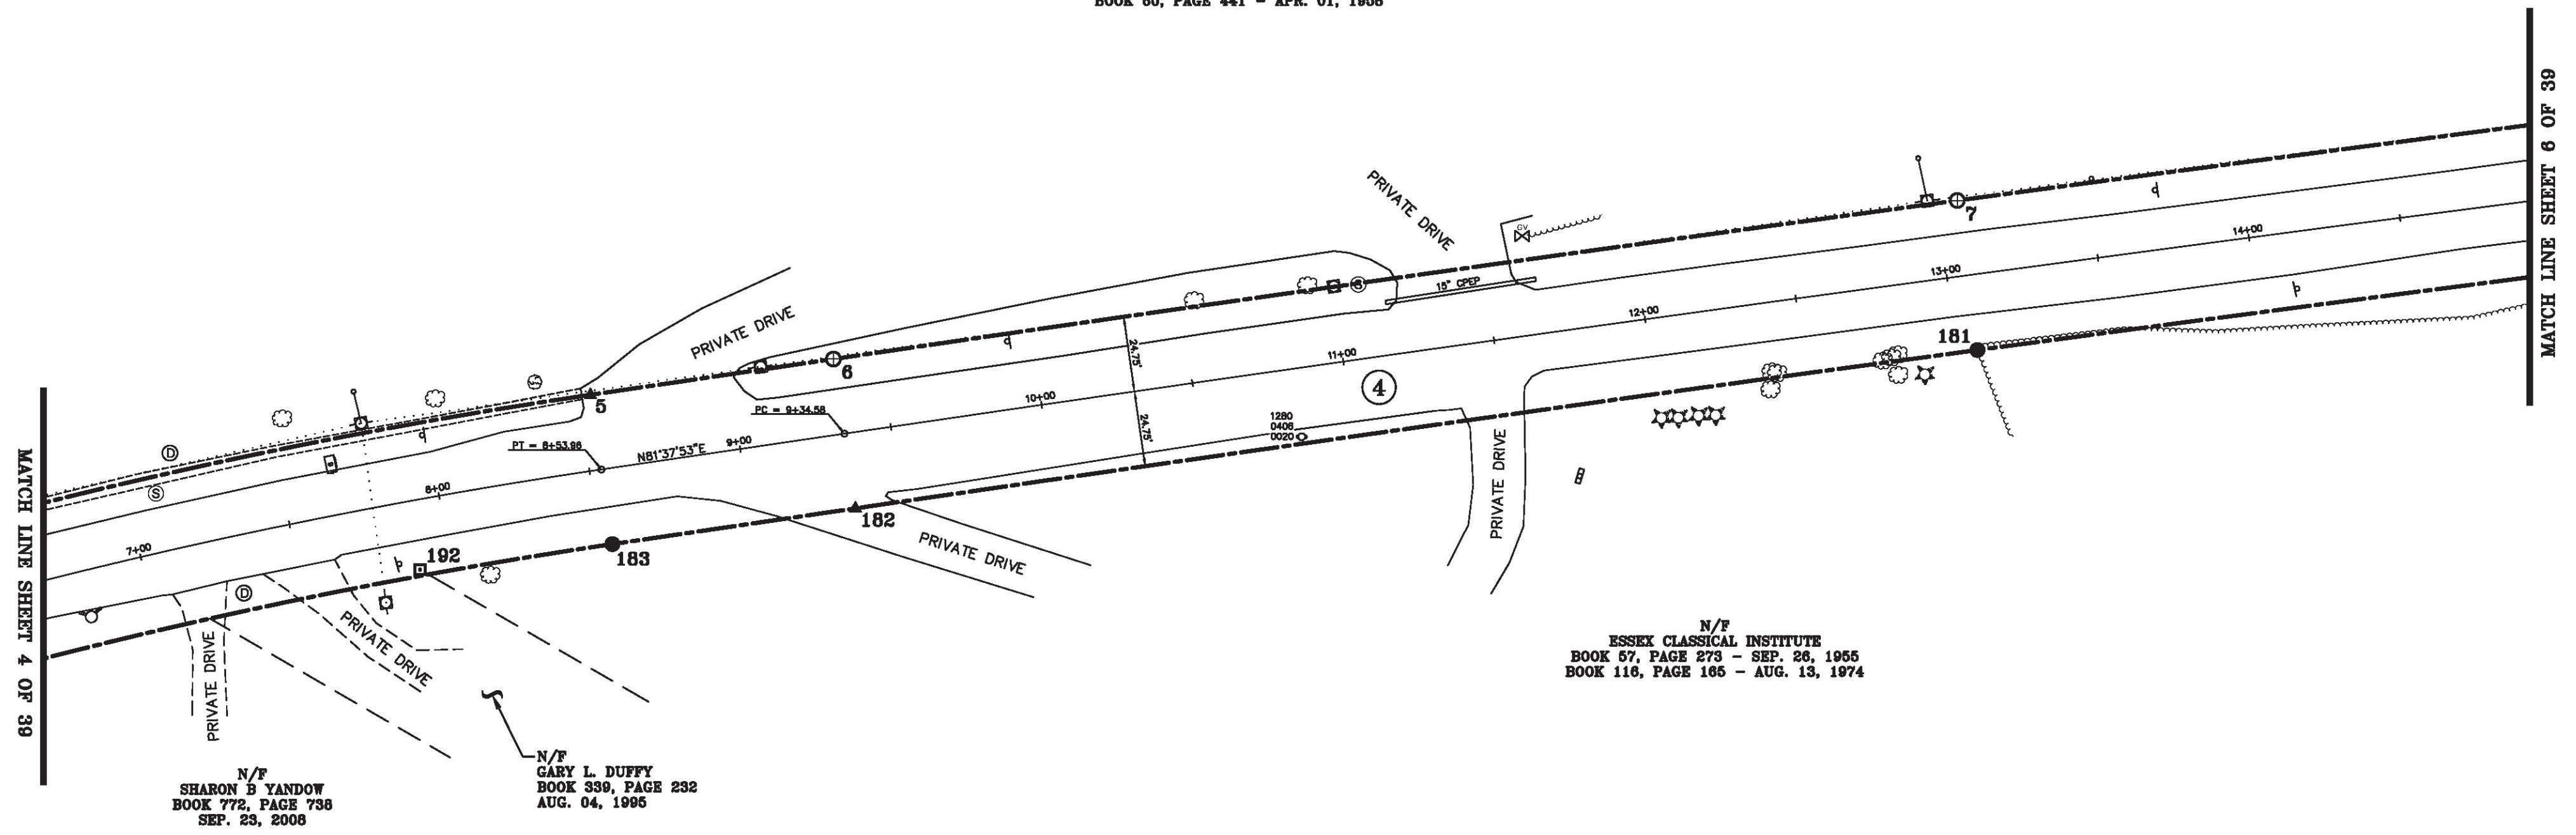 BOOK 60, PAGE 441 - APR. 01, 1958
MATCH LINE SHEET 6 OF 39
PRIVATE DRIVE
GV
7
14+00
13+00
15" CPEP
12+00
181
PRIVATE DRIVE
11+00
4
6
24.75'
10+00
24.75'
PC = 9+34.58
5
1280
0406
0020
N81°37'53"E
9+00
PT = 8+53.96
8+00
182
PRIVATE DRIVE
PRIVATE DRIVE
D
S
7+00
MATCH LINE SHEET 4 OF 39
192
183
D
PRIVATE DRIVE
PRIVATE DRIVE
N/F
ESSEX CLASSICAL INSTITUTE
BOOK 57, PAGE 273 - SEP. 26, 1955
BOOK 116, PAGE 165 - AUG. 13, 1974
N/F
GARY L. DUFFY
BOOK 339, PAGE 232
AUG. 04, 1995
N/F
SHARON B YANDOW
BOOK 772, PAGE 738
SEP. 23, 2008